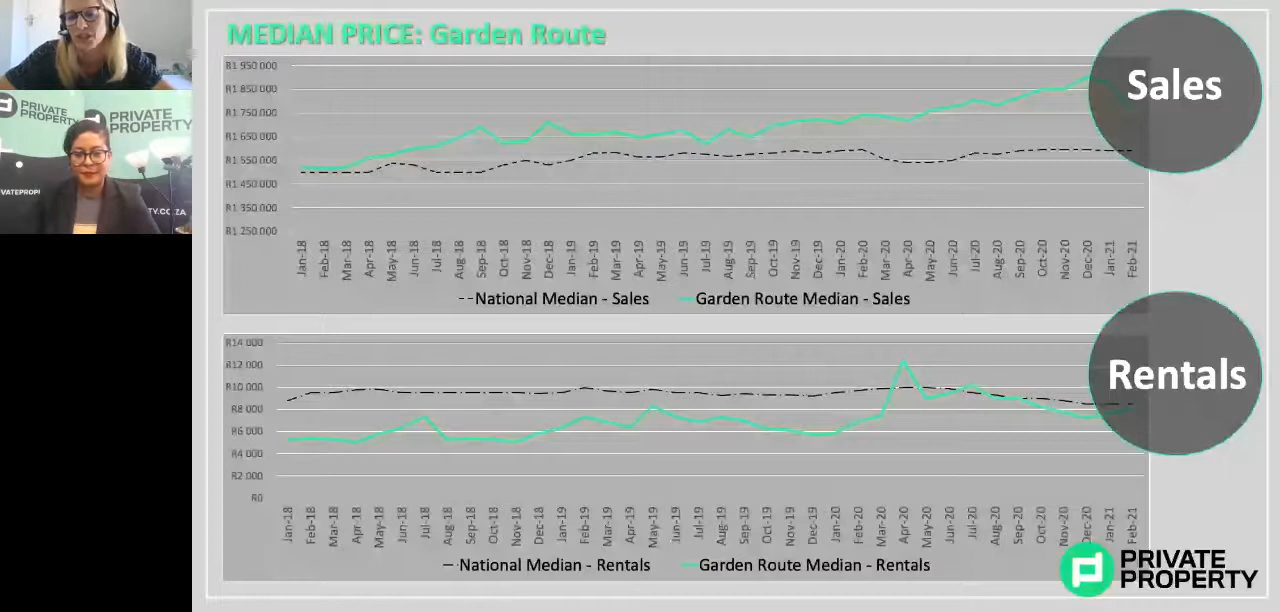 MEDIAN PRICE: Garden Route
Sales
R1 950 000
R1 850 000
R1 750 000
R1 650 000
R1 550 000
R1 450 000
R1 350 000
R1 250 000
Jan-18
Feb-18
Mar-18
Apr-18
May-18
Jun-18
Jul-18
Aug-18
Sep-18
Oct-18
Nov-18
Dec-18
Jan-19
Feb-19
Mar-19
Apr-19
May-19
Jun-19
Jul-19
Aug-19
Sep-19
Oct-19
Nov-19
Dec-19
Jan-20
Feb-20
Mar-20
Apr-20
May-20
Jun-20
Jul-20
Aug-20
Sep-20
Oct-20
Nov-20
Dec-20
Jan-21
Feb-21
National Median - Sales
Garden Route Median - Sales
Rentals
R14 000
R12 000
R10 000
R8 000
R6 000
R4 000
R2 000
R0
Jan-18
Feb-18
Mar-18
Apr-18
May-18
Jun-18
Jul-18
Aug-18
Sep-18
Oct-18
Nov-18
Dec-18
Jan-19
Feb-19
Mar-19
Apr-19
May-19
Jun-19
Jul-19
Aug-19
Sep-19
Oct-19
Nov-19
Dec-19
Jan-20
Feb-20
Mar-20
Apr-20
May-20
Jun-20
Jul-20
Aug-20
Sep-20
Oct-20
Nov-20
Dec-20
Jan-21
Feb-21
National Median - Rentals
Garden Route Median - Rentals
PRIVATE
PROPERTY
PRIVATE
PROPERTY
PRIVATE
PROPERTY
VATEPROP
TY.CO.ZA